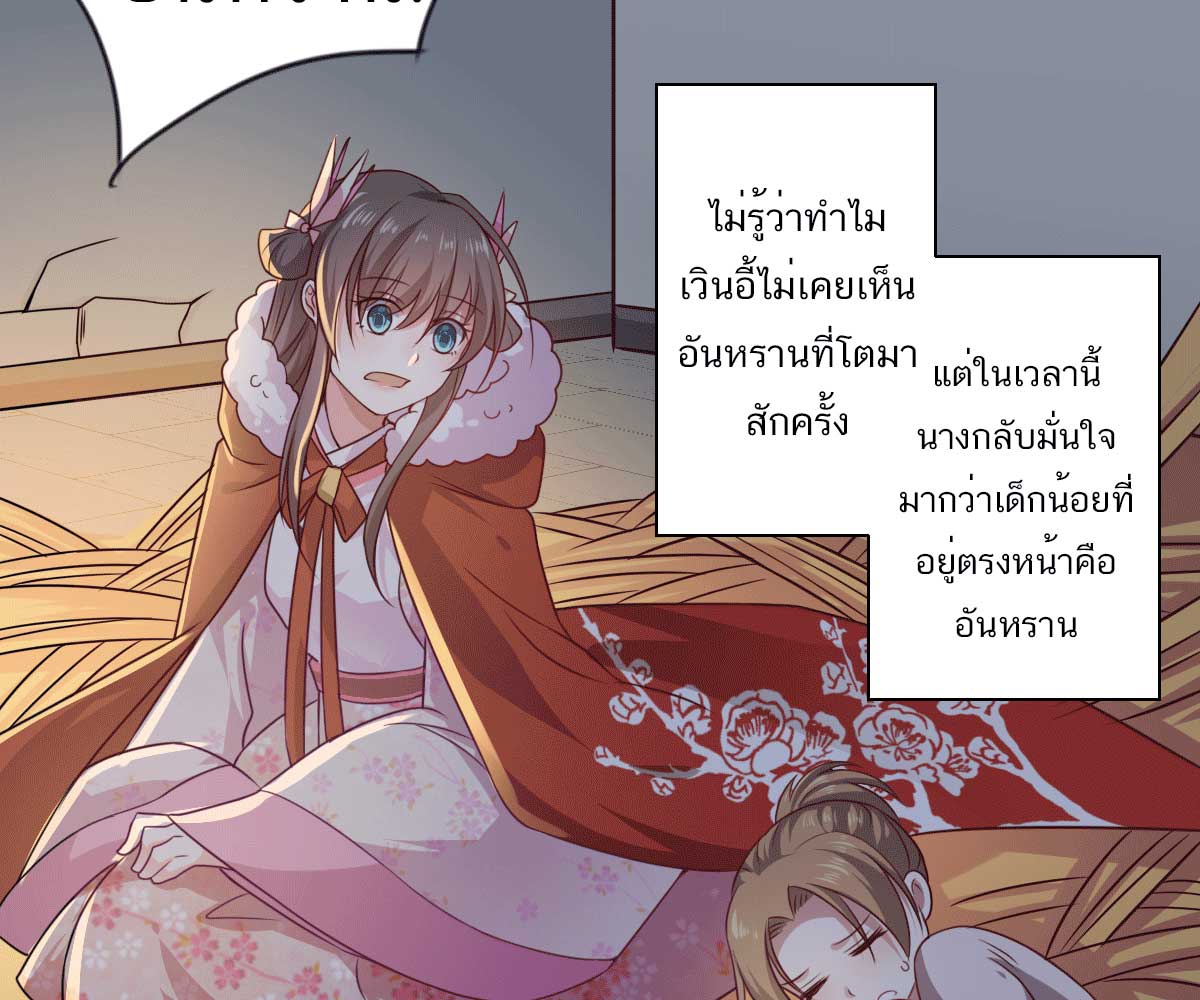 ไม่รู้ว่าทำไม
เวินอี้ไม่เคยเห็น
อันหรานที่โตมา
สักครั้ง
แต่ในเวลานี้
นางกลับมั่นใจ
มากว่าเด็กน้อยที่
อยู่ตรงหน้าคือ
อันหราน